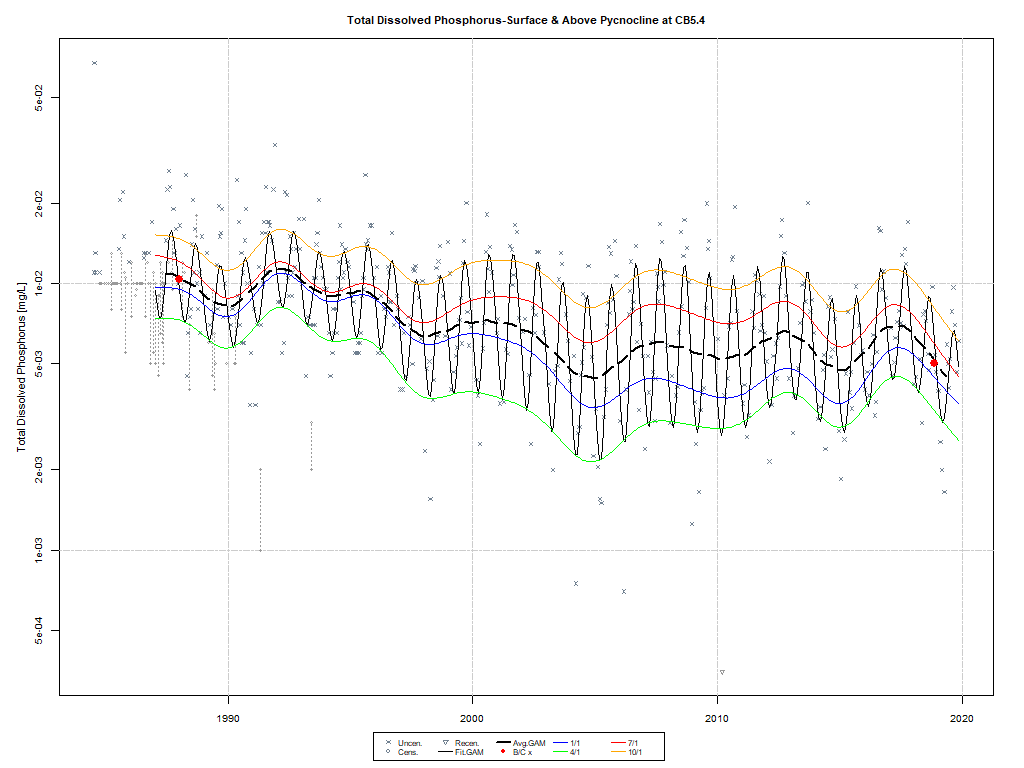 Total Dissolved Phosphorus-Surface & Above Pycnocline at CB5.4
Total Dissolved Phosphorus [mg/L]
5e-02
2e-02
1e-02
5e-03
2e-03
1e-03
5e-04
1990 2000 2010 2020
Uncen. Recen. Avg.GAM 1/1 7/1
Cens. Fit.GAM B/C x 4/1 10/1